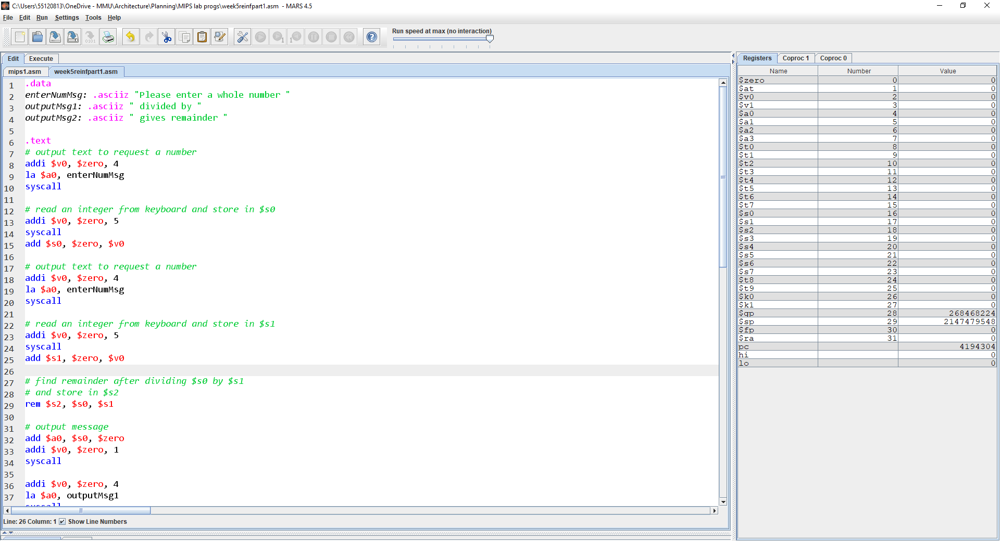 C:\Users\55120813\OneDrive - MMU\Architecture\Planning\MIPS lab progs\week5reinfpart1.asm - MARS 4.5
File Edit Run Settings Tools Help
Run speed at max (no interaction)
Edit Execute
mips1.asm week5reinfpart1.asm
1 .data
2 enterNumMsg: .asciiz "Please enter a whole number "
3 outputMsg1: .asciiz " divided by "
4 outputMsg2: .asciiz " gives remainder "
5
6 .text
7 # output text to request a number
8 addi $v0, $zero, 4
9 la $a0, enterNumMsg
10 syscall
11
12 # read an integer from keyboard and store in $s0
13 addi $v0, $zero, 5
14 syscall
15 add $s0, $zero, $v0
16
17 # output text to request a number
18 addi $v0, $zero, 4
19 la $a0, enterNumMsg
20 syscall
21
22 # read an integer from keyboard and store in $s1
23 addi $v0, $zero, 5
24 syscall
25 add $s1, $zero, $v0
26
27 # find remainder after dividing $s0 by $s1
28 # and store in $s2
29 rem $s2, $s0, $s1
30
31 # output message
32 add $a0, $s0, $zero
33 addi $v0, $zero, 1
34 syscall
35
36 addi $v0, $zero, 4
37 la $a0, outputMsg1
Line: 26 Column: 1 Show Line Numbers
Registers Coproc 1 Coproc 0
Name Number Value
$zero 0 0
$at 1 0
$v0 2 0
$v1 3 0
$a0 4 0
$a1 5 0
$a2 6 0
$a3 7 0
$t0 8 0
$t1 9 0
$t2 10 0
$t3 11 0
$t4 12 0
$t5 13 0
$t6 14 0
$t7 15 0
$s0 16 0
$s1 17 0
$s2 18 0
$s3 19 0
$s4 20 0
$s5 21 0
$s6 22 0
$s7 23 0
$t8 24 0
$t9 25 0
$k0 26 0
$k1 27 0
$gp 28 268468224
$sp 29 2147479548
$fp 30 0
$ra 31 0
pc 4194304
hi 0
lo 0